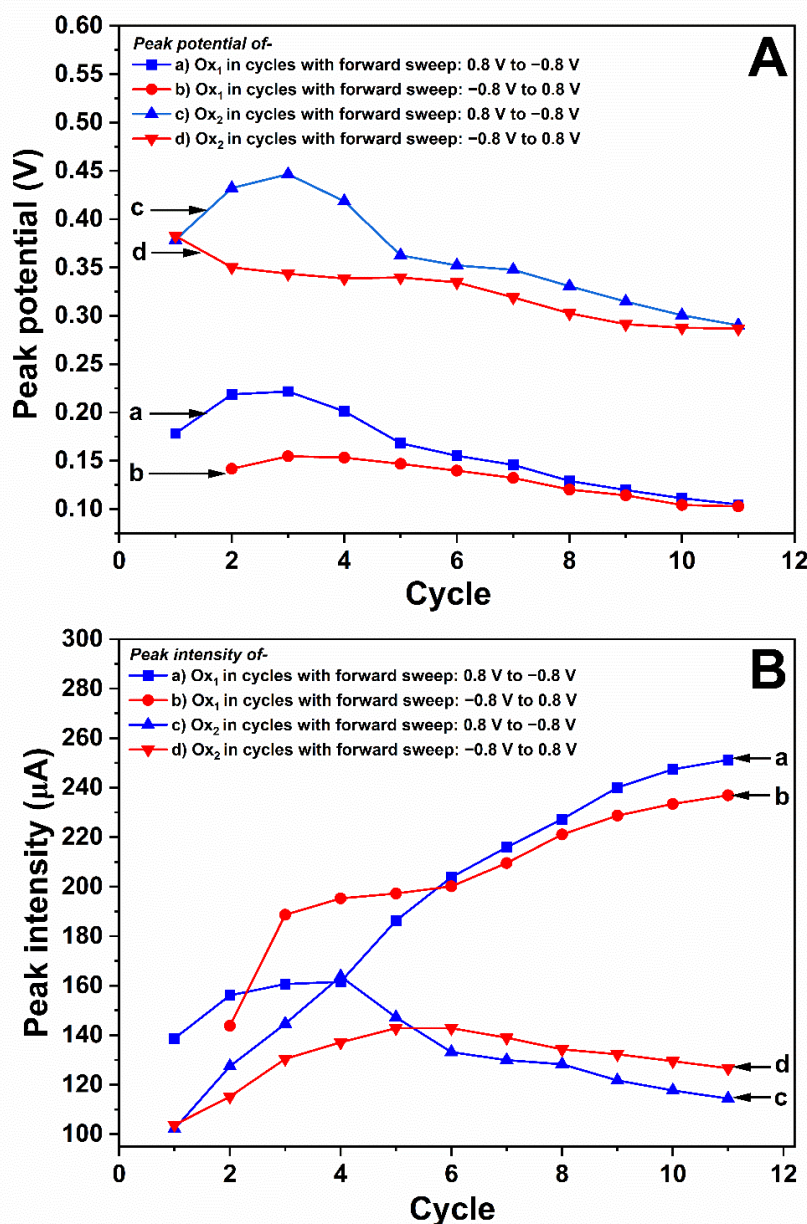 A
Peak potential of-
a) Ox₁ in cycles with forward sweep: 0.8 V to −0.8 V
b) Ox₁ in cycles with forward sweep: −0.8 V to 0.8 V
c) Ox₂ in cycles with forward sweep: 0.8 V to −0.8 V
d) Ox₂ in cycles with forward sweep: −0.8 V to 0.8 V
Peak potential (V)
0.60
0.55
0.50
0.45
0.40
0.35
0.30
0.25
0.20
0.15
0.10
c
d
a
b
0 2 4 6 8 10 12
Cycle
B
Peak intensity of-
a) Ox₁ in cycles with forward sweep: 0.8 V to −0.8 V
b) Ox₁ in cycles with forward sweep: −0.8 V to 0.8 V
c) Ox₂ in cycles with forward sweep: 0.8 V to −0.8 V
d) Ox₂ in cycles with forward sweep: −0.8 V to 0.8 V
Peak intensity (µA)
300
280
260
240
220
200
180
160
140
120
100
a
b
d
c
0 2 4 6 8 10 12
Cycle